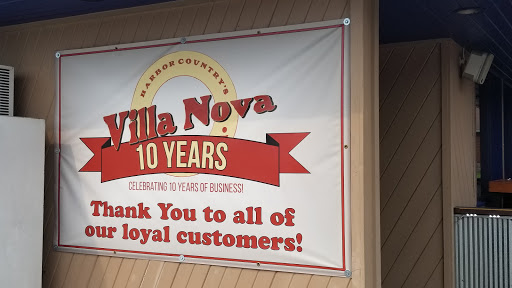 HARBOR COUNTRY'S
Villa Nova
10 YEARS
CELEBRATING 10 YEARS OF BUSINESS!
Thank You to all of
our loyal customers!